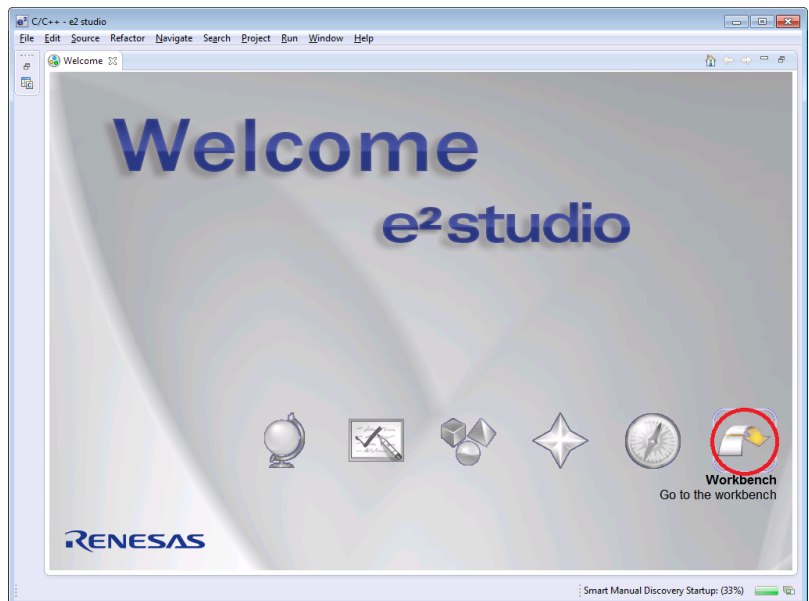 C/C++ - e2 studio
File Edit Source Refactor Navigate Search Project Run Window Help
Welcome
Welcome
e²studio
Workbench
Go to the workbench
RENESAS
Smart Manual Discovery Startup: (33%)